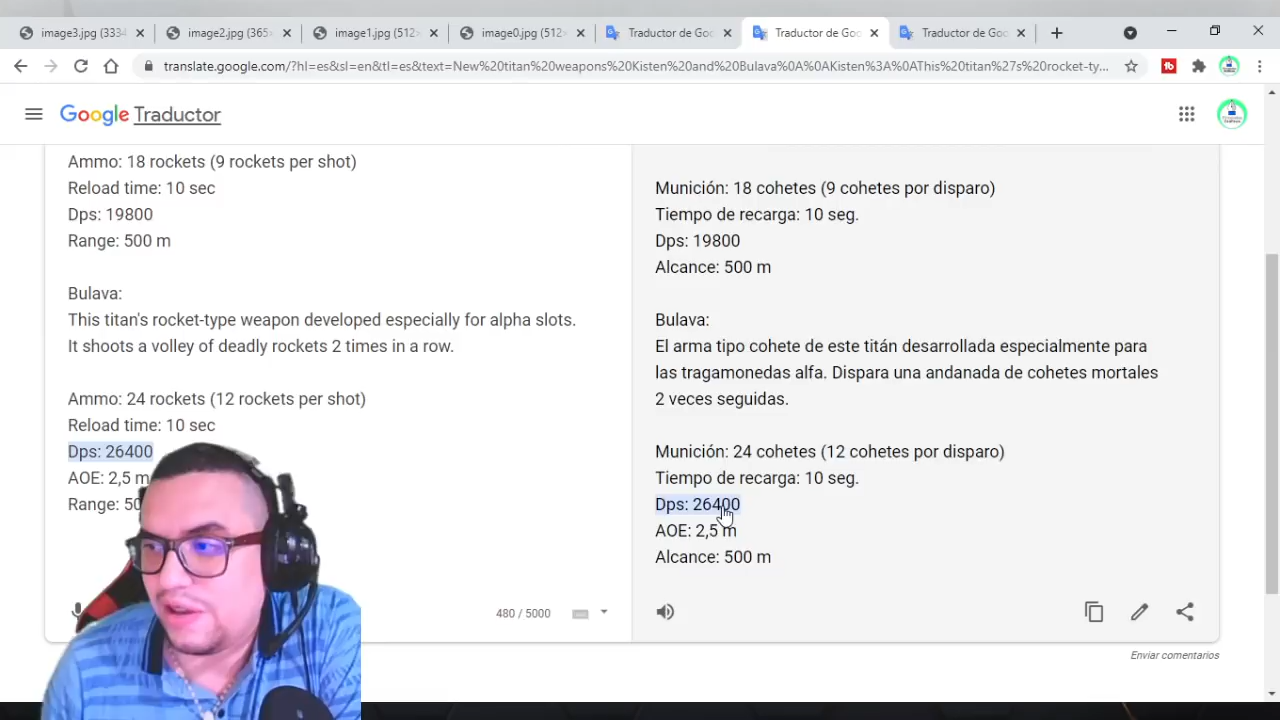 image3.jpg (3334
image2.jpg (365×
image1.jpg (512×
image0.jpg (512×
Traductor de Goo
Traductor de Goo
Traductor de Goo
translate.google.com/?hl=es&sl=en&tl=es&text=New%20titan%20weapons%20Kisten%20and%20Bulava%0A%0AKisten%3A%0AThis%20titan%27s%20rocket-ty...
Google Traductor
Ammo: 18 rockets (9 rockets per shot)
Reload time: 10 sec
Dps: 19800
Range: 500 m
Bulava:
This titan's rocket-type weapon developed especially for alpha slots.
It shoots a volley of deadly rockets 2 times in a row.
Ammo: 24 rockets (12 rockets per shot)
Reload time: 10 sec
Dps: 26400
AOE: 2,5 m
Range: 50
480 / 5000
Munición: 18 cohetes (9 cohetes por disparo)
Tiempo de recarga: 10 seg.
Dps: 19800
Alcance: 500 m
Bulava:
El arma tipo cohete de este titán desarrollada especialmente para
las tragamonedas alfa. Dispara una andanada de cohetes mortales
2 veces seguidas.
Munición: 24 cohetes (12 cohetes por disparo)
Tiempo de recarga: 10 seg.
Dps: 26400
AOE: 2,5 m
Alcance: 500 m
Enviar comentarios